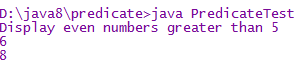 D:\java8\predicate>java PredicateTest
Display even numbers greater than 5
6
8